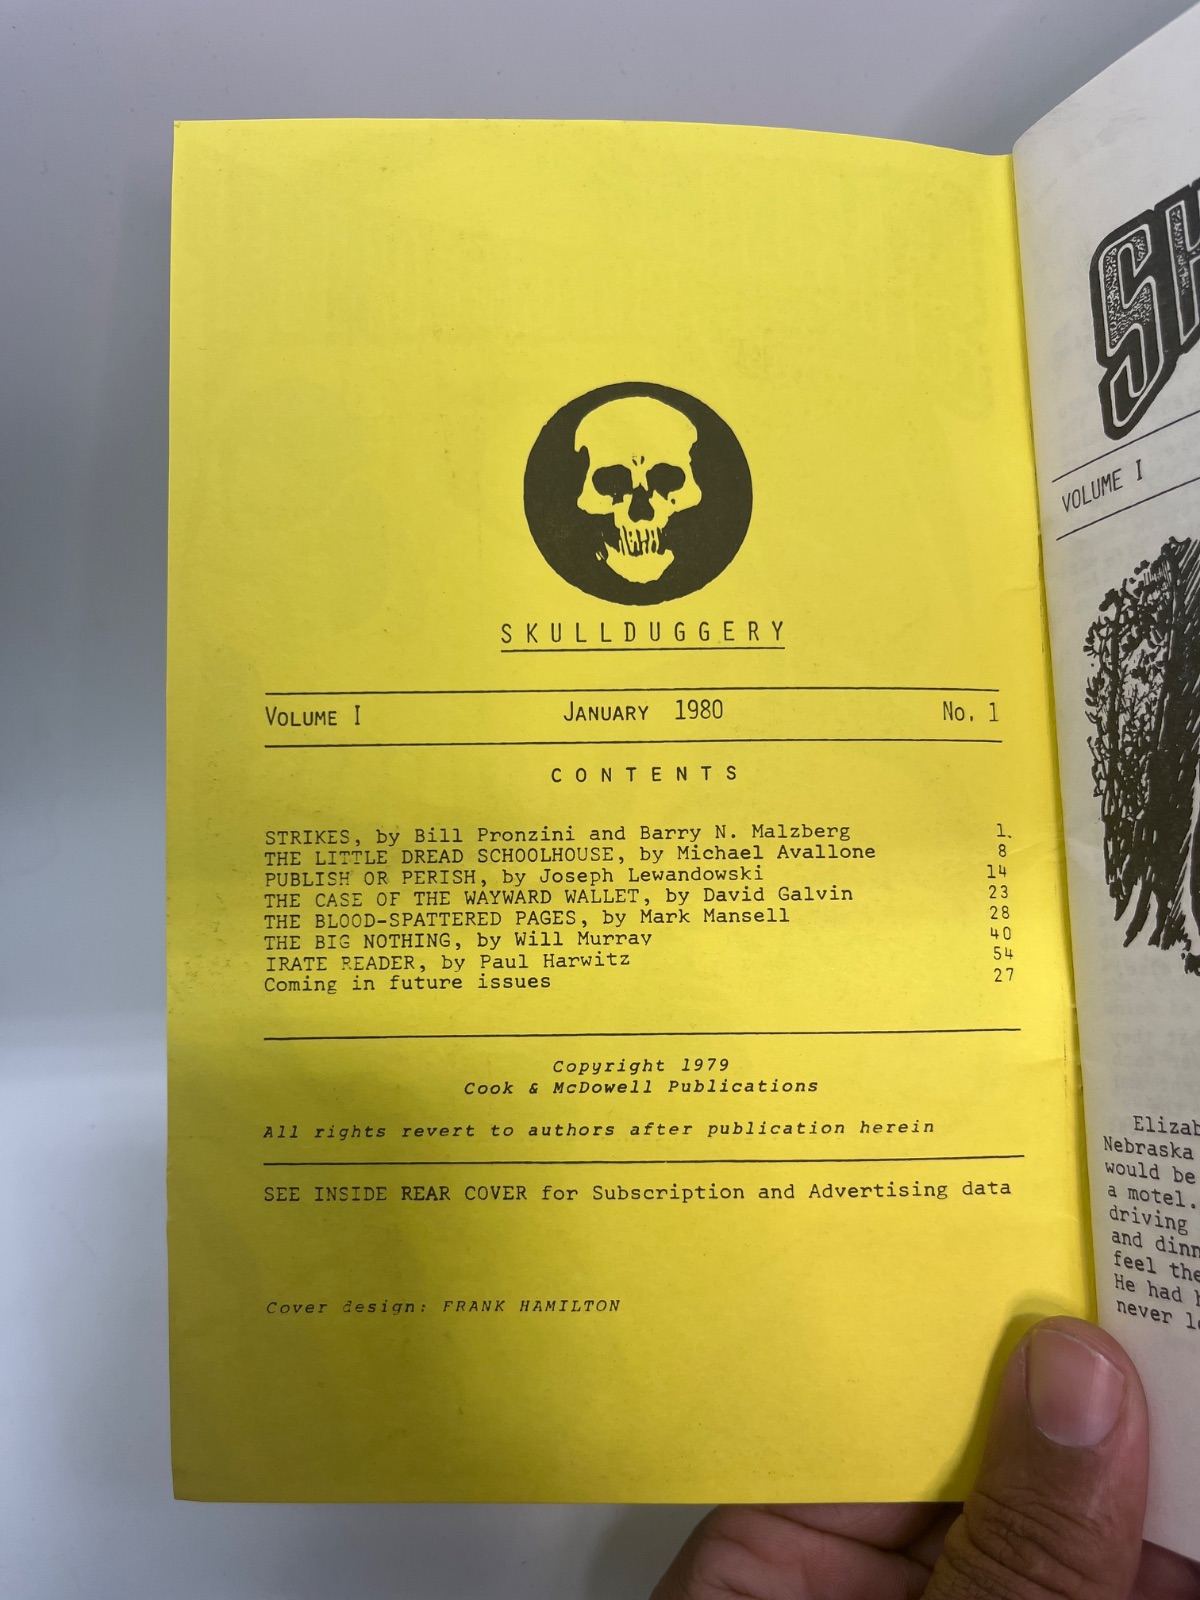 SKULLDUGGERY
VOLUME I JANUARY 1980 No. 1
CONTENTS
STRIKES, by Bill Pronzini and Barry N. Malzberg 1
THE LITTLE DREAD SCHOOLHOUSE, by Michael Avallone 8
PUBLISH OR PERISH, by Joseph Lewandowski 14
THE CASE OF THE WAYWARD WALLET, by David Galvin 23
THE BLOOD-SPATTERED PAGES, by Mark Mansell 28
THE BIG NOTHING, by Will Murray 40
IRATE READER, by Paul Harwitz 54
Coming in future issues 27
Copyright 1979
Cook & McDowell Publications
All rights revert to authors after publication herein
SEE INSIDE REAR COVER for Subscription and Advertising data
Cover design: FRANK HAMILTON
VOLUME I
Elizab
Nebraska
would be
a motel.
driving
and dinn
feel the
He had
never